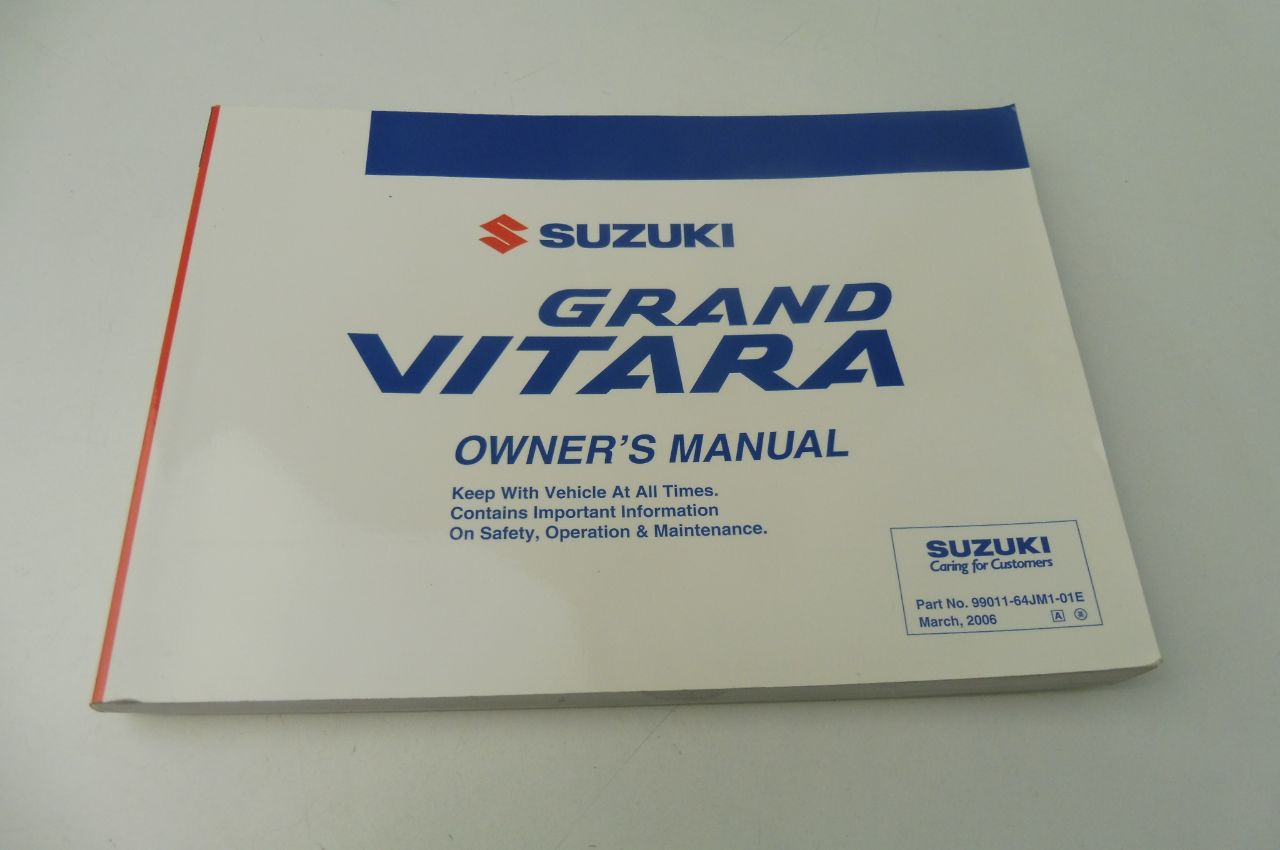 SUZUKI
GRAND
VITARA
OWNER'S MANUAL
Keep With Vehicle At All Times.
Contains Important Information
On Safety, Operation & Maintenance.
SUZUKI
Caring for Customers
Part No. 99011-64JM1-01E
March, 2006 A 英